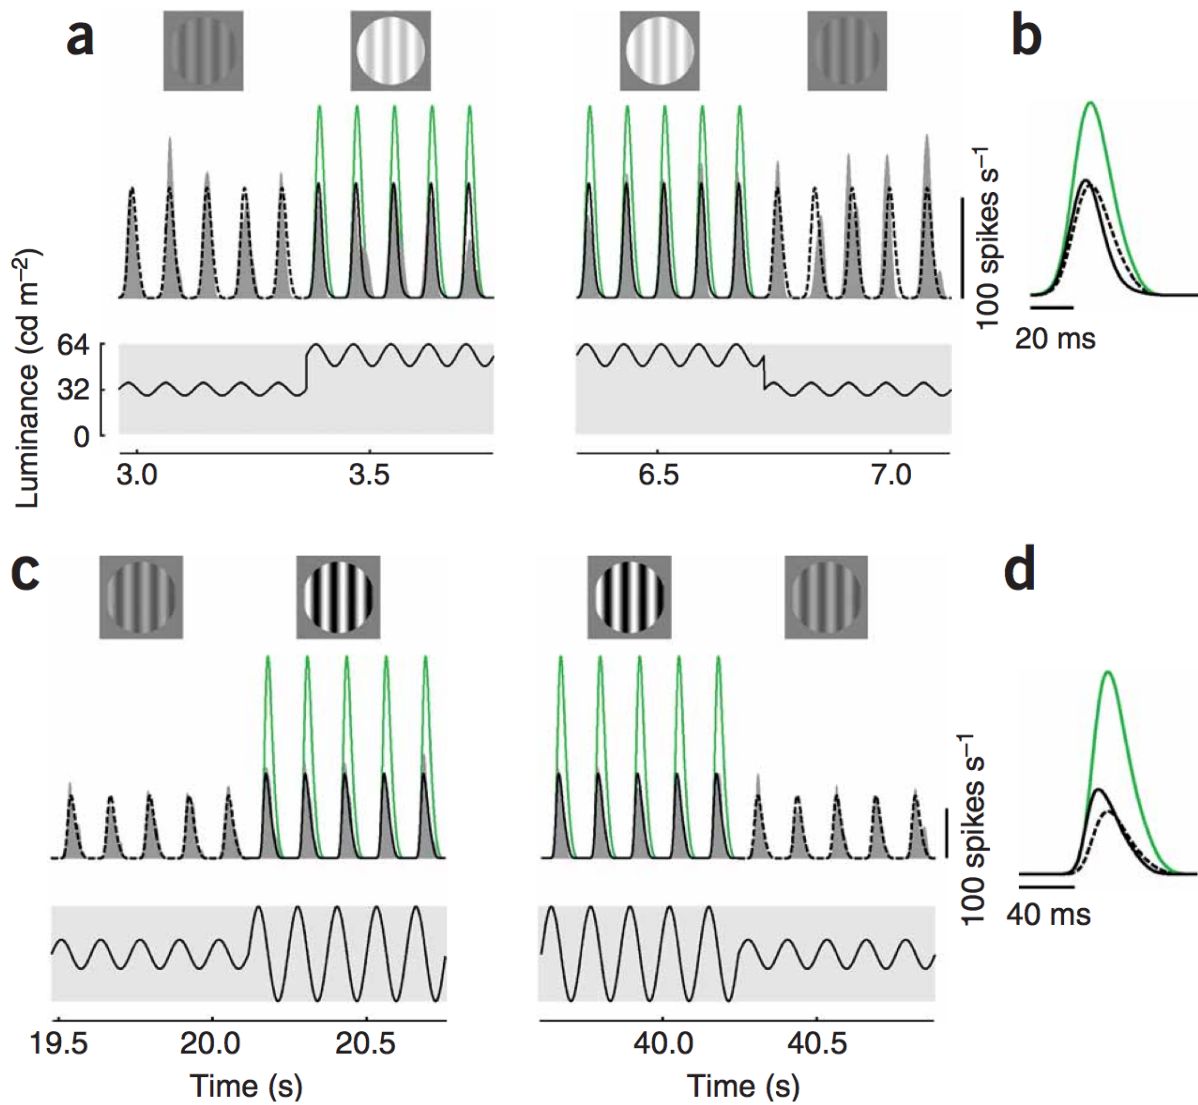 a
b
100 spikes s⁻¹
20 ms
Luminance (cd m⁻²)
64
32
0
3.0 3.5 6.5 7.0
c
d
100 spikes s⁻¹
40 ms
19.5 20.0 20.5 40.0 40.5
Time (s) Time (s)